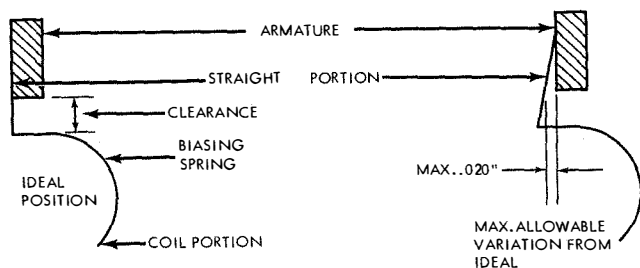 ARMATURE
STRAIGHT PORTION
CLEARANCE
BIASING
SPRING
IDEAL
POSITION
COIL PORTION
MAX..020"
MAX. ALLOWABLE
VARIATION FROM
IDEAL